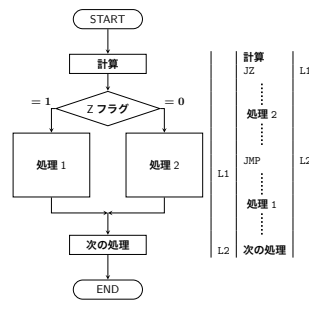 START
計算
= 1
Z フラグ
= 0
処理 1
処理 2
次の処理
END
計算
JZ L1
処理 2
JMP L2
L1
処理 1
L2 次の処理